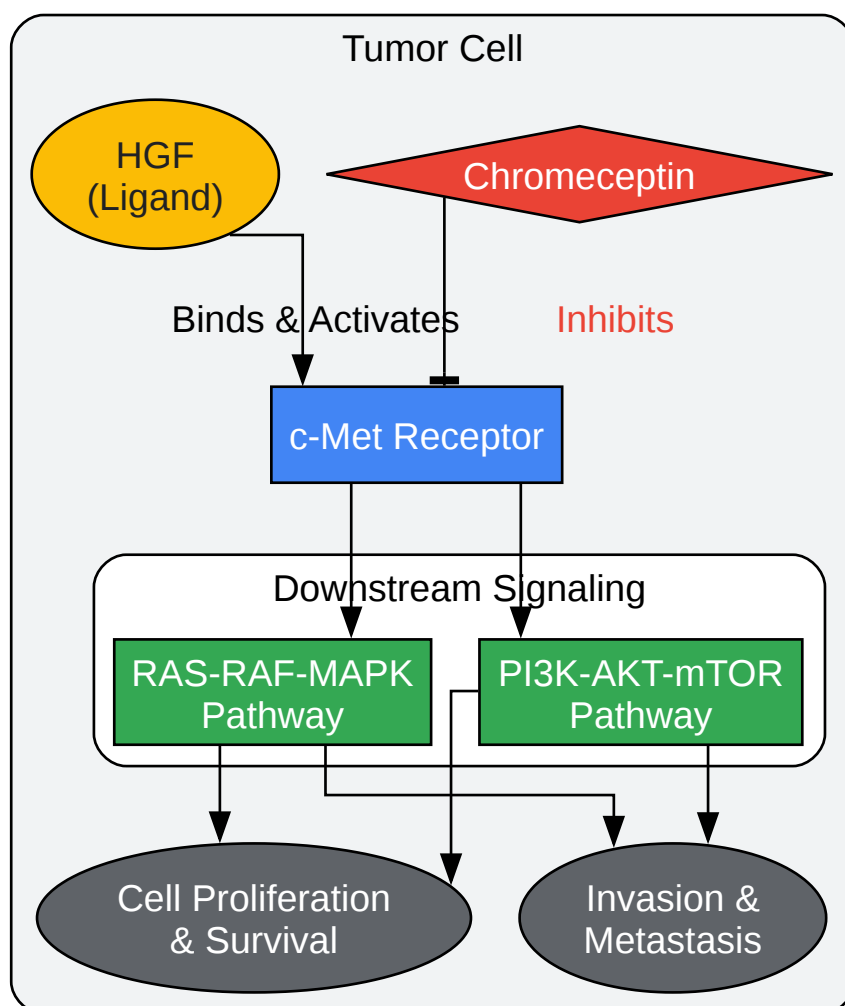 Tumor Cell
HGF
(Ligand)
Chromeceptin
Binds & Activates
Inhibits
c-Met Receptor
Downstream Signaling
RAS-RAF-MAPK
Pathway
PI3K-AKT-mTOR
Pathway
Cell Proliferation
& Survival
Invasion &
Metastasis